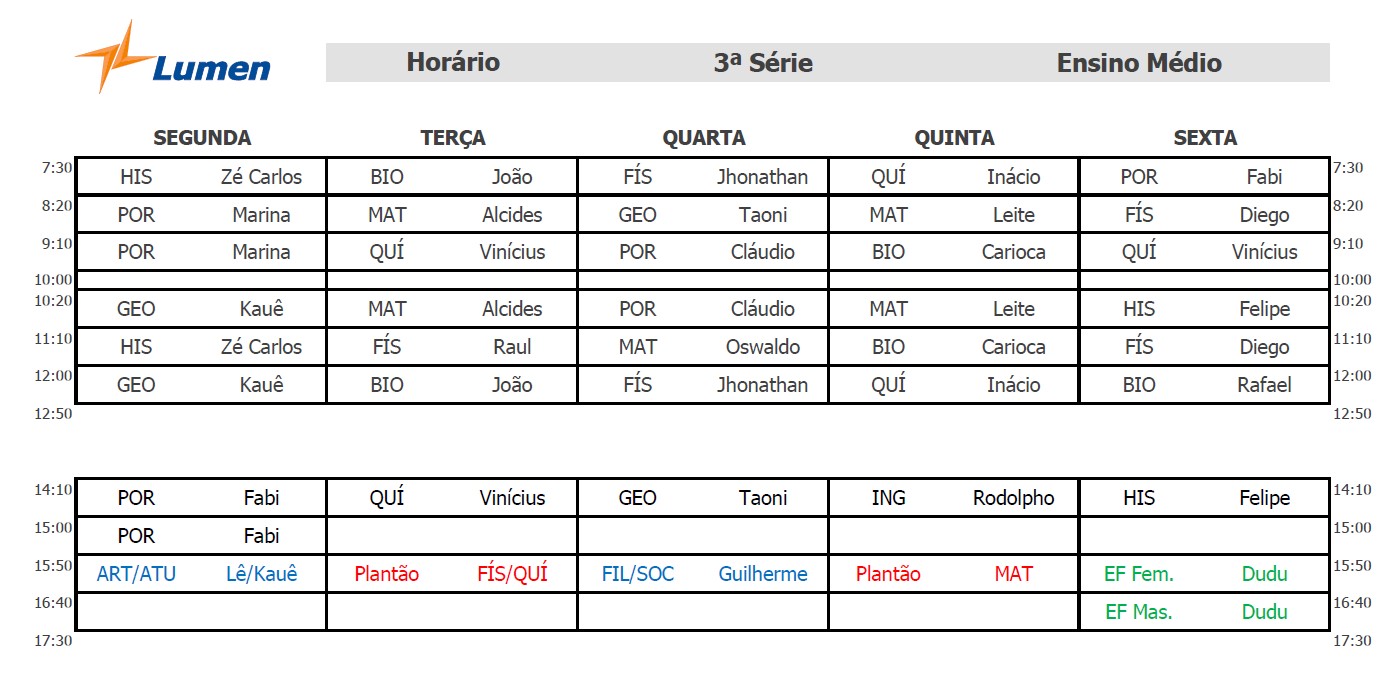 Lumen
Horário 3ª Série Ensino Médio
SEGUNDA TERÇA QUARTA QUINTA SEXTA
7:30 HIS Zé Carlos BIO João FÍS Jhonathan QUÍ Inácio POR Fabi 7:30
8:20 POR Marina MAT Alcides GEO Taoni MAT Leite FÍS Diego 8:20
9:10 POR Marina QUÍ Vinícius POR Cláudio BIO Carioca QUÍ Vinícius 9:10
10:00 10:00
10:20 GEO Kauê MAT Alcides POR Cláudio MAT Leite HIS Felipe 10:20
11:10 HIS Zé Carlos FÍS Raul MAT Oswaldo BIO Carioca FÍS Diego 11:10
12:00 GEO Kauê BIO João FÍS Jhonathan QUÍ Inácio BIO Rafael 12:00
12:50 12:50
14:10 POR Fabi QUÍ Vinícius GEO Taoni ING Rodolpho HIS Felipe 14:10
15:00 POR Fabi 15:00
15:50 ART/ATU Lê/Kauê Plantão FÍS/QUÍ FIL/SOC Guilherme Plantão MAT EF Fem. Dudu 15:50
16:40 EF Mas. Dudu 16:40
17:30 17:30